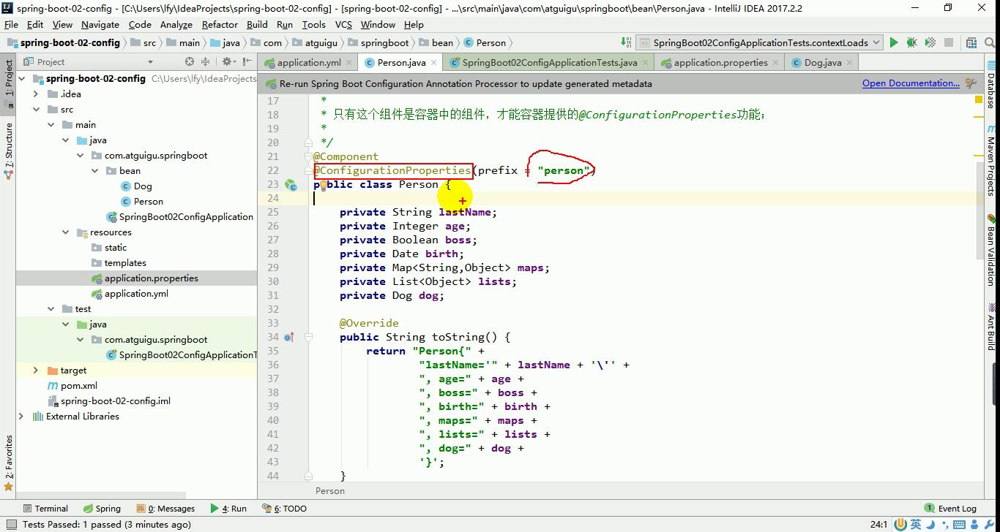 spring-boot-02-config - [C:\Users\lfy\IdeaProjects\spring-boot-02-config] - [spring-boot-02-config] - ...\src\main\java\com\atguigu\springboot\bean\Person.java - IntelliJ IDEA 2017.2.2
File Edit View Navigate Code Analyze Refactor Build Run Tools VCS Window Help
spring-boot-02-config src main java com atguigu springboot bean Person SpringBoot02ConfigApplicationTests.contextLoads
Project
application.yml Person.java SpringBoot02ConfigApplicationTests.java application.properties Dog.java
Re-run Spring Boot Configuration Annotation Processor to update generated metadata Open Documentation...
1: Project
7: Structure
2: Favorites
spring-boot-02-config C:\Users\lfy\IdeaProjects
.idea
src
main
java
com.atguigu.springboot
bean
Dog
Person
SpringBoot02ConfigApplication
resources
static
templates
application.properties
application.yml
test
java
com.atguigu.springboot
SpringBoot02ConfigApplicationT
target
pom.xml
spring-boot-02-config.iml
External Libraries
17 *
18 * 只有这个组件是容器中的组件，才能容器提供的@ConfigurationProperties功能；
19 *
20 */
21 @Component
22 @ConfigurationProperties(prefix = "person")
23 public class Person {
24
25 private String lastName;
26 private Integer age;
27 private Boolean boss;
28 private Date birth;
29 private Map<String,Object> maps;
30 private List<Object> lists;
31 private Dog dog;
32
33 @Override
34 public String toString() {
35 return "Person{" +
36 "lastName='" + lastName + '\'' +
37 ", age=" + age +
38 ", boss=" + boss +
39 ", birth=" + birth +
40 ", maps=" + maps +
41 ", lists=" + lists +
42 ", dog=" + dog +
43 '}';
44 }
Person
Database
Maven Projects
Bean Validation
Ant Build
Terminal Spring 0: Messages 4: Run 6: TODO 1 Event Log
Tests Passed: 1 passed (3 minutes ago) 24:1 英